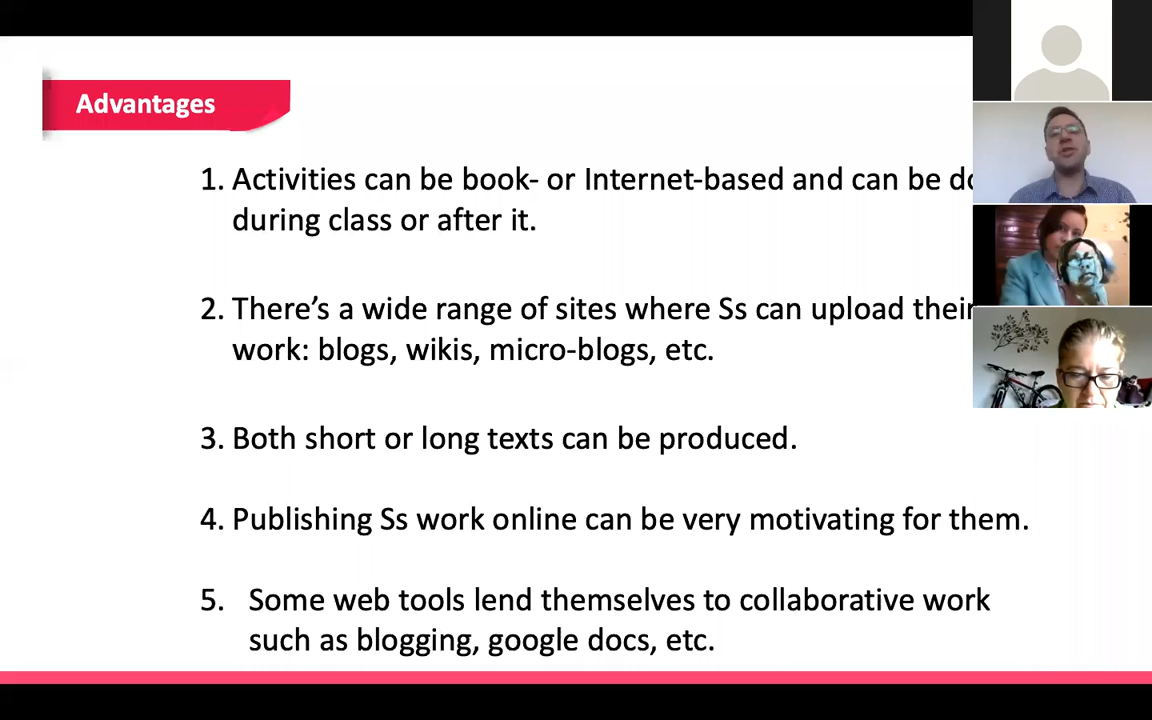 Advantages
1. Activities can be book- or Internet-based and can be
during class or after it.
2. There’s a wide range of sites where Ss can upload their
work: blogs, wikis, micro-blogs, etc.
3. Both short or long texts can be produced.
4. Publishing Ss work online can be very motivating for them.
5. Some web tools lend themselves to collaborative work
such as blogging, google docs, etc.